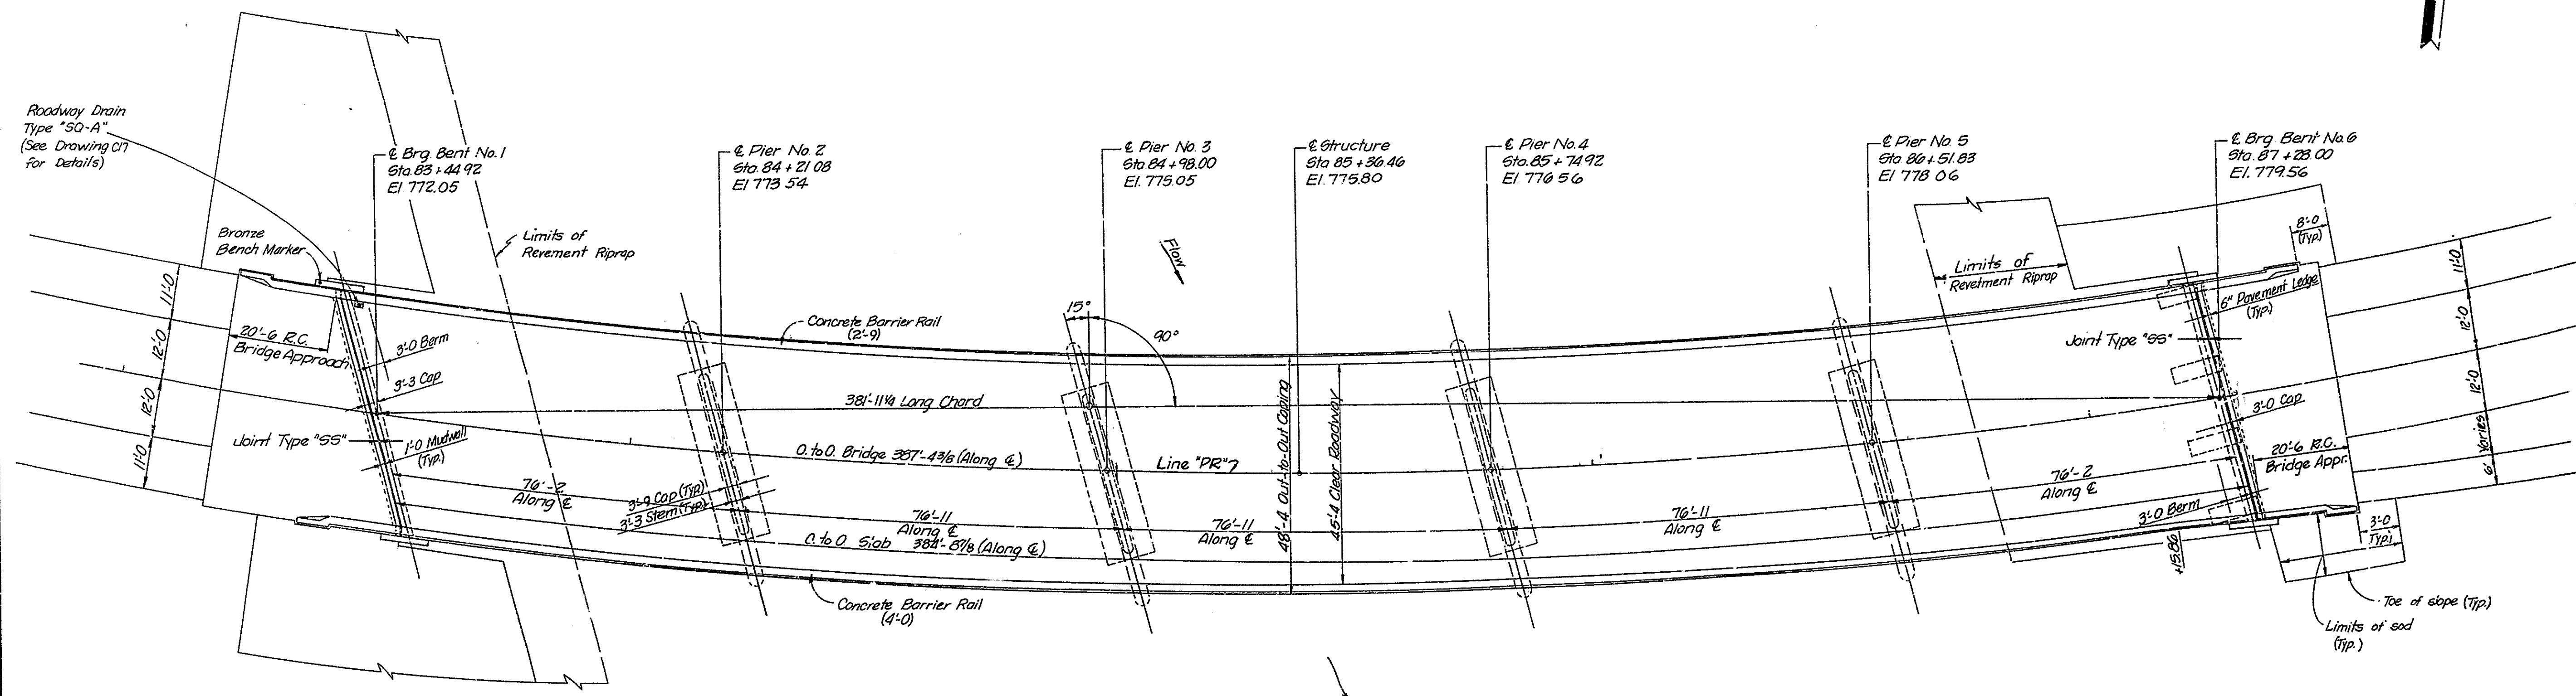 Roadway Drain
Type "SQ-A"
(See Drawing C17
for Details)
℄ Brg. Bent No. 1
Sta. 83+44.92
El. 772.05
℄ Pier No. 2
Sta. 84+21.08
El 773.54
℄ Pier No. 3
Sta. 84+98.00
El. 775.05
℄ Structure
Sta 85+36.46
El. 775.80
℄ Pier No. 4
Sta. 85+74.92
El. 776.56
℄ Pier No. 5
Sta 86+51.83
El 778.06
℄ Brg Bent No. 6
Sta. 87+28.00
El. 779.56
Bronze
Bench Marker
Limits of
Revement Riprap
Flow
Limits of
Revetment Riprap
8'-0
(Typ.)
11'-0
12'-0
12'-0
11'-0
20'-6 R.C.
Bridge Approach
3'-0 Berm
3'-3 Cap
Joint Type "SS"
1'-0 Mudwall
(Typ.)
Concrete Barrier Rail
(2'-9)
15°
90°
381'-11¼ Long Chord
O. to O. Bridge 387'-4⅜ (Along ℄)
Line "PR"
48'-4 Out-to-Out Coping
45'-4 Clear Roadway
76'-2
Along ℄
3'-9 Cap (Typ)
3'-3 Stem (Typ.)
76'-11
Along ℄
76'-11
Along ℄
76'-11
Along ℄
76'-2
Along ℄
O. to O. Slab 384'-8⅞ (Along ℄)
Concrete Barrier Rail
(4'-0)
6" Pavement Ledge
(Typ.)
Joint Type "SS"
3'-0 Cap
20'-6 R.C.
Bridge Appr.
11'-0
12'-0
12'-0
6' Varies
3'-0 Berm
+15.86
3'-0
(Typ.)
Toe of slope (Typ.)
Limits of sod
(Typ.)